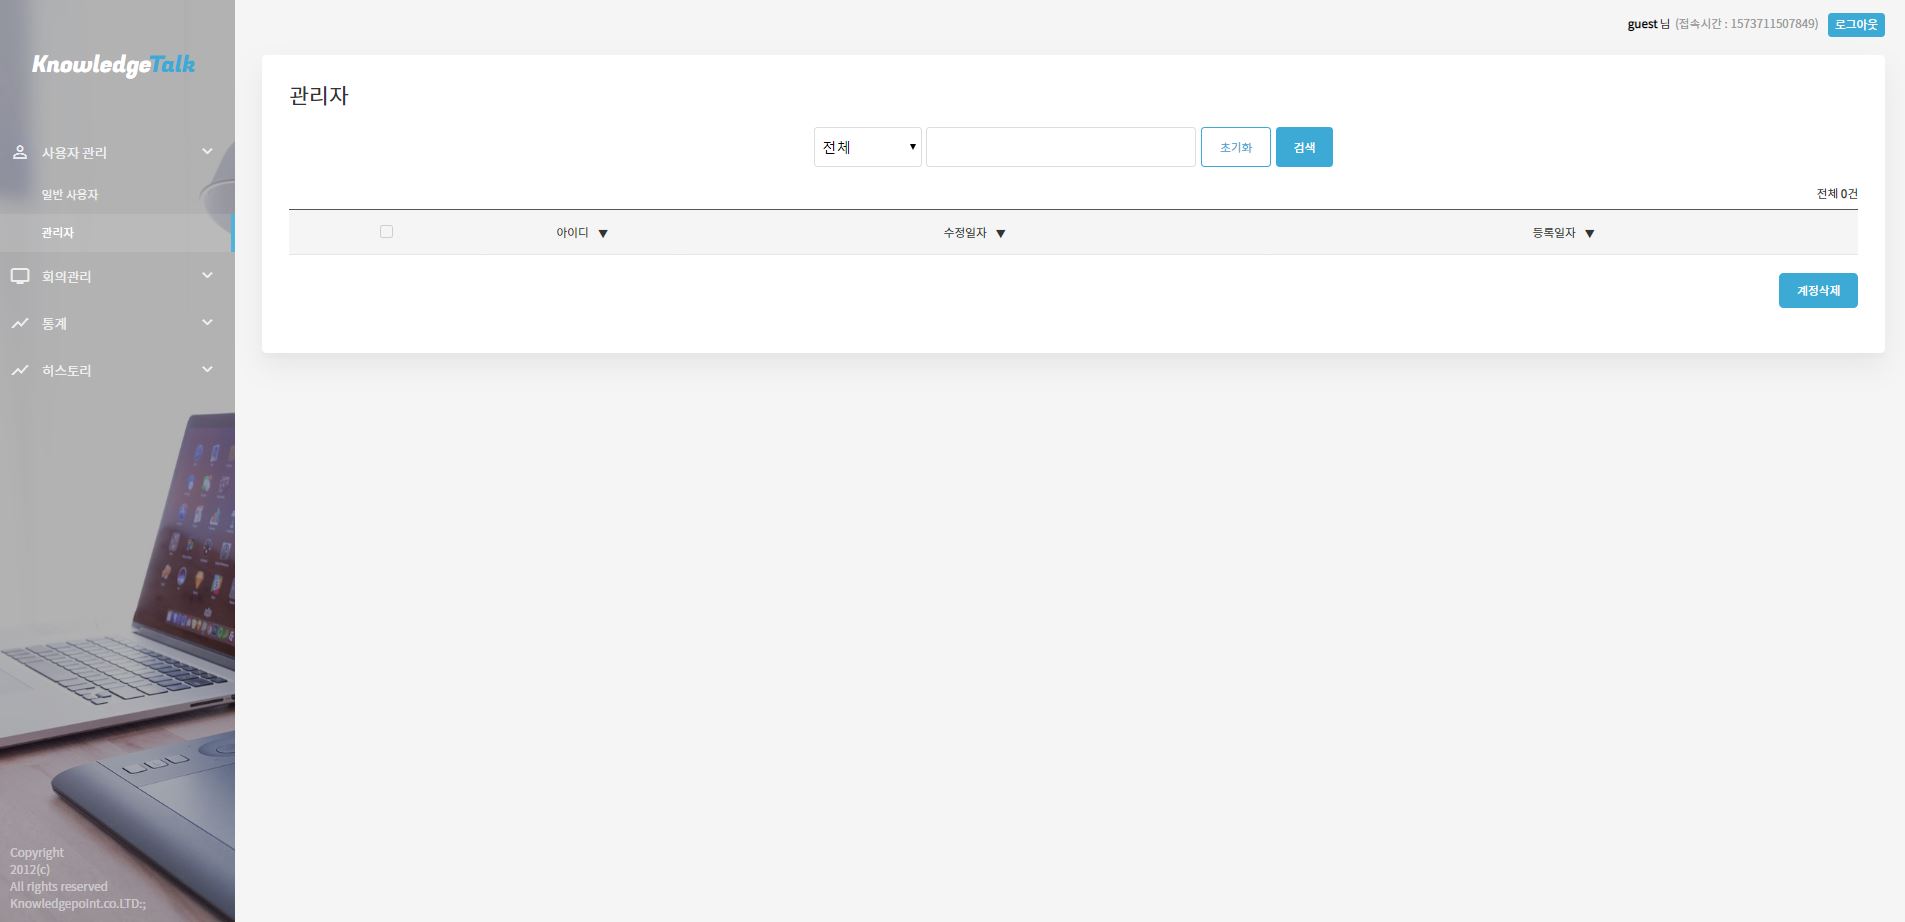 guest 님 (접속시간 : 1573711507849) 로그아웃
KnowledgeTalk
사용자 관리
일반 사용자
관리자
회의관리
통계
히스토리
Copyright
2012(c)
All rights reserved
Knowledgepoint.co.LTD:;
관리자
전체 초기화 검색
전체 0건
아이디 ▼ 수정일자 ▼ 등록일자 ▼
계정삭제